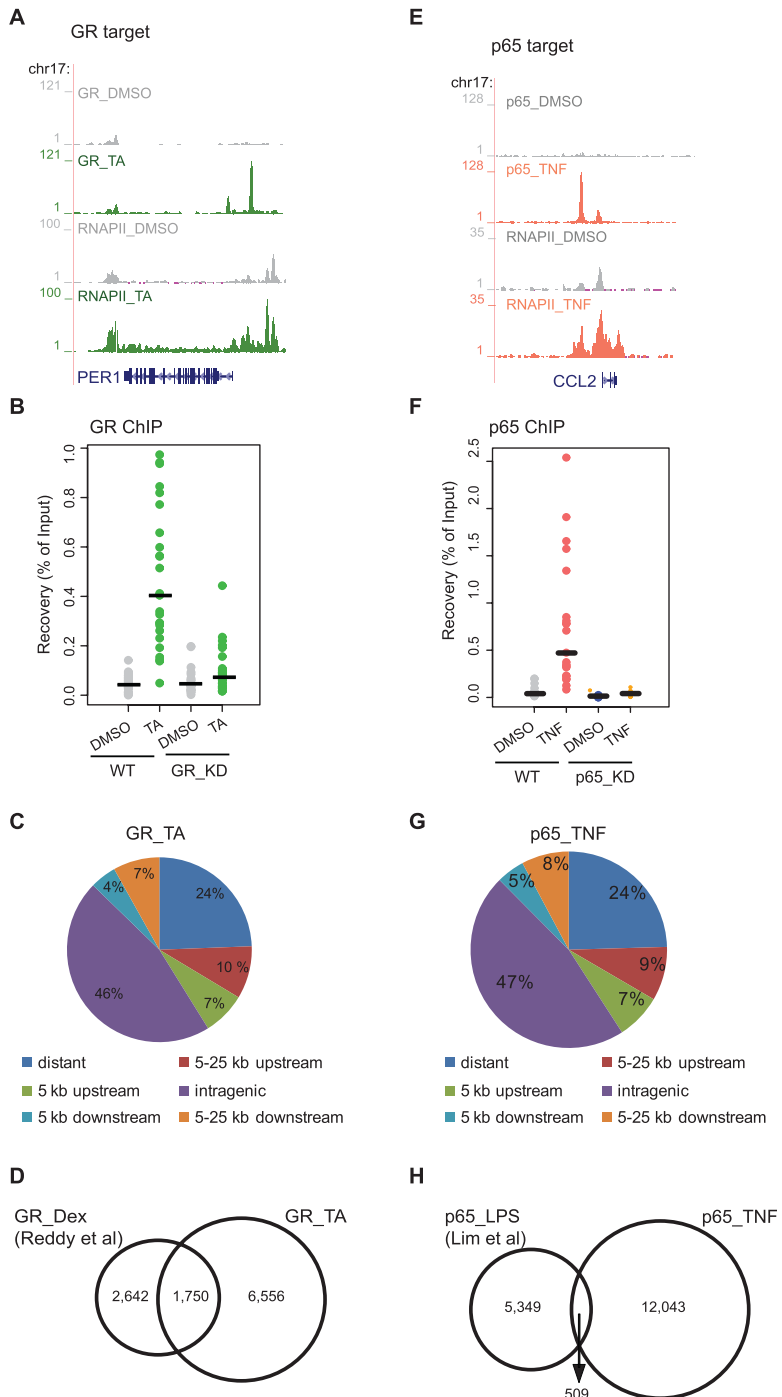 A
GR target
chr17:
121
GR_DMSO
1
121
GR_TA
1
100
RNAPII_DMSO
1
100
RNAPII_TA
1
PER1
B
GR ChIP
Recovery (% of Input)
1.0
0.8
0.6
0.4
0.2
0.0
DMSO
TA
DMSO
TA
WT
GR_KD
C
GR_TA
7%
4%
24%
10 %
46%
7%
distant
5-25 kb upstream
5 kb upstream
intragenic
5 kb downstream
5-25 kb downstream
D
GR_Dex
(Reddy et al)
GR_TA
2,642
1,750
6,556
E
p65 target
chr17:
128
p65_DMSO
1
128
p65_TNF
1
35
RNAPII_DMSO
1
35
RNAPII_TNF
1
CCL2
F
p65 ChIP
Recovery (% of Input)
2.5
2.0
1.5
1.0
0.5
0.0
DMSO
TNF
DMSO
TNF
WT
p65_KD
G
p65_TNF
8%
5%
24%
9%
47%
7%
distant
5-25 kb upstream
5 kb upstream
intragenic
5 kb downstream
5-25 kb downstream
H
p65_LPS
(Lim et al)
p65_TNF
5,349
12,043
509